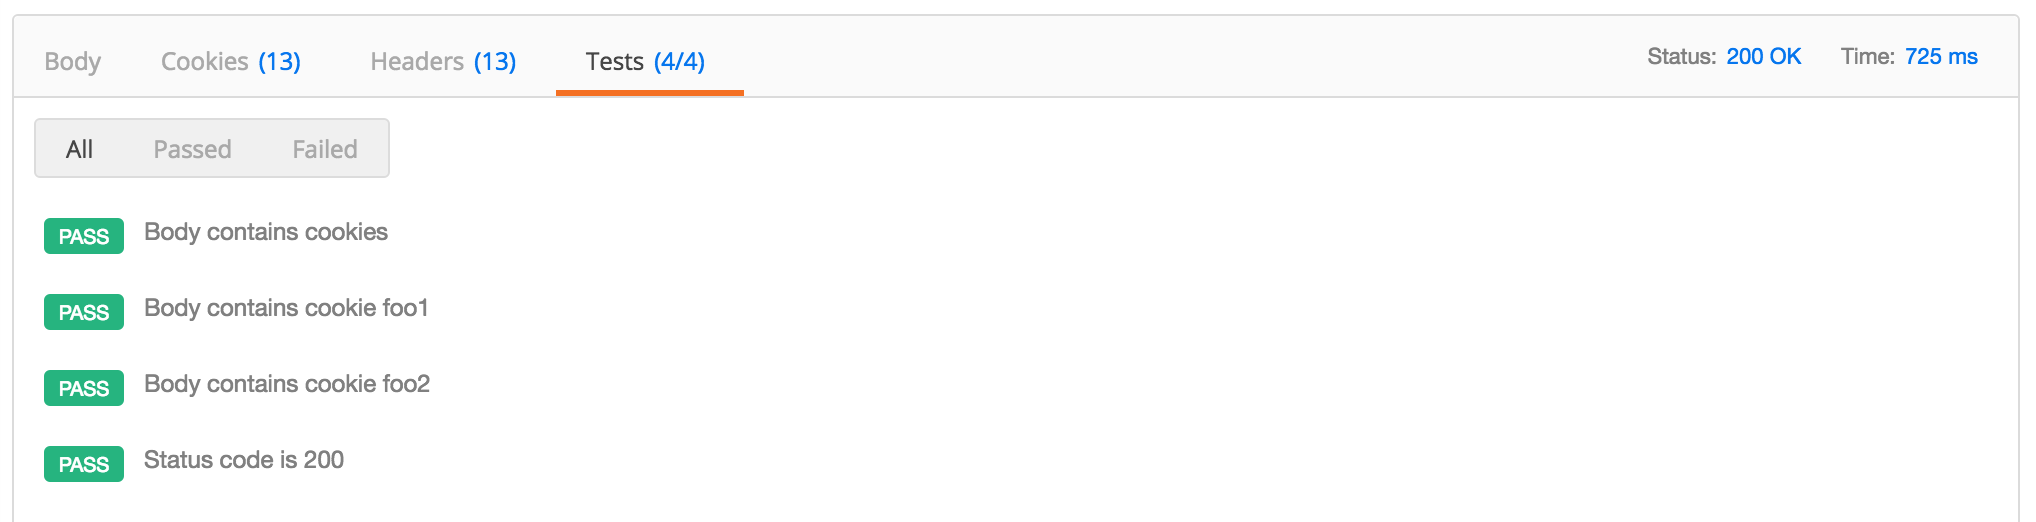 Body Cookies (13) Headers (13) Tests (4/4) Status: 200 OK Time: 725 ms
All Passed Failed
PASS Body contains cookies
PASS Body contains cookie foo1
PASS Body contains cookie foo2
PASS Status code is 200